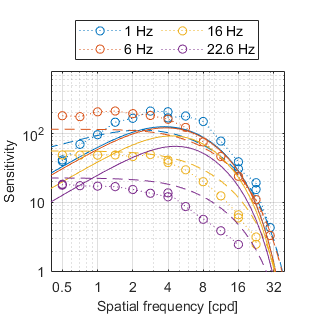 1 Hz 16 Hz
6 Hz 22.6 Hz
Sensitivity
10²
10
1
0.5 1 2 4 8 16 32
Spatial frequency [cpd]